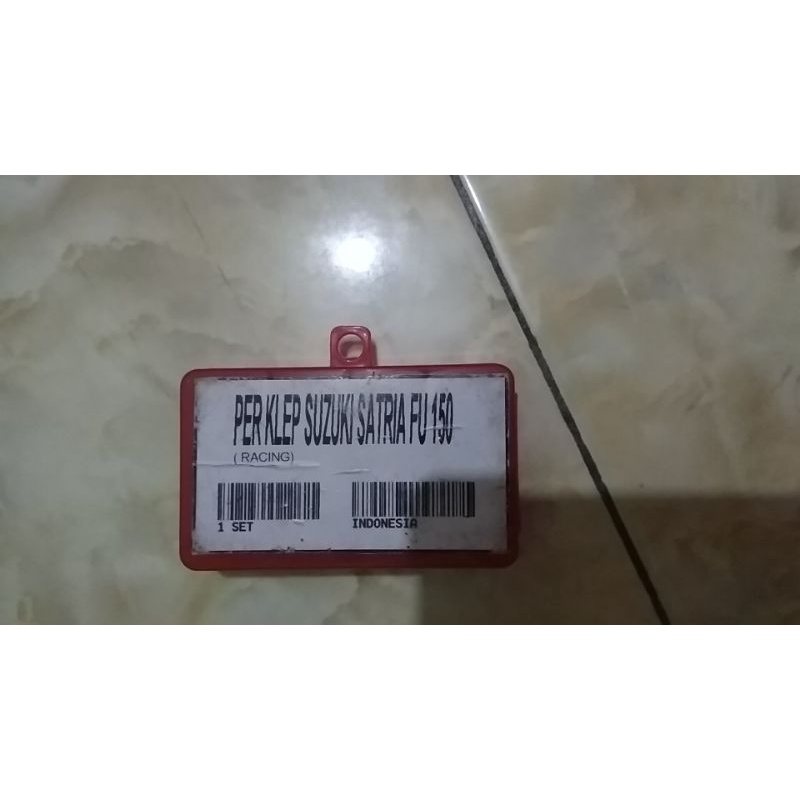 PER KLEP SUZUKI SATRIA FU 150
( RACING)
1 SET
INDONESIA